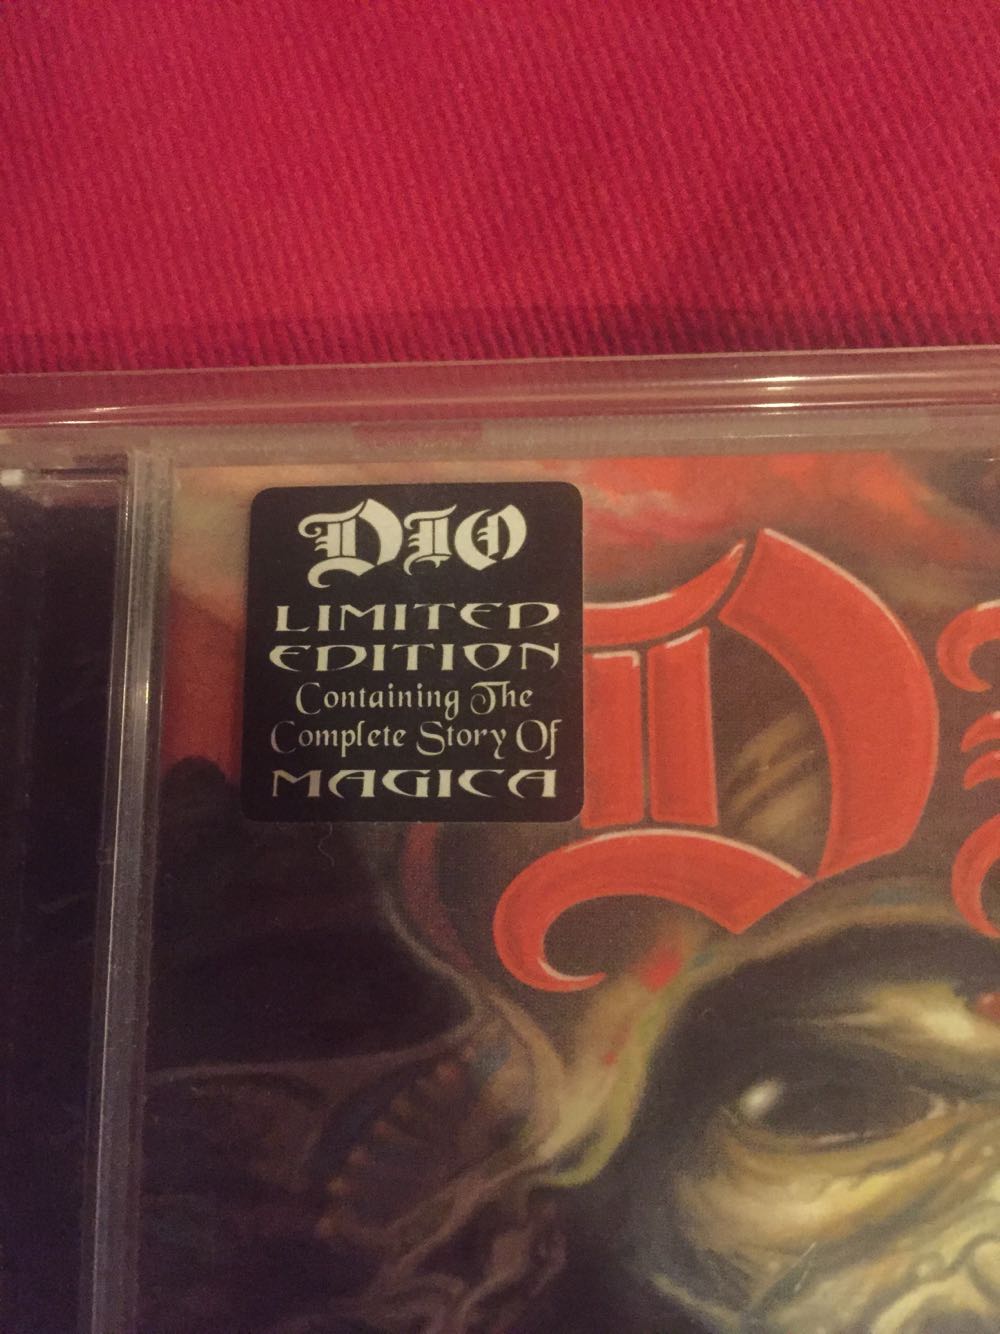 DIO
LIMITED
EDITION
Containing The
Complete Story Of
MAGICA
D